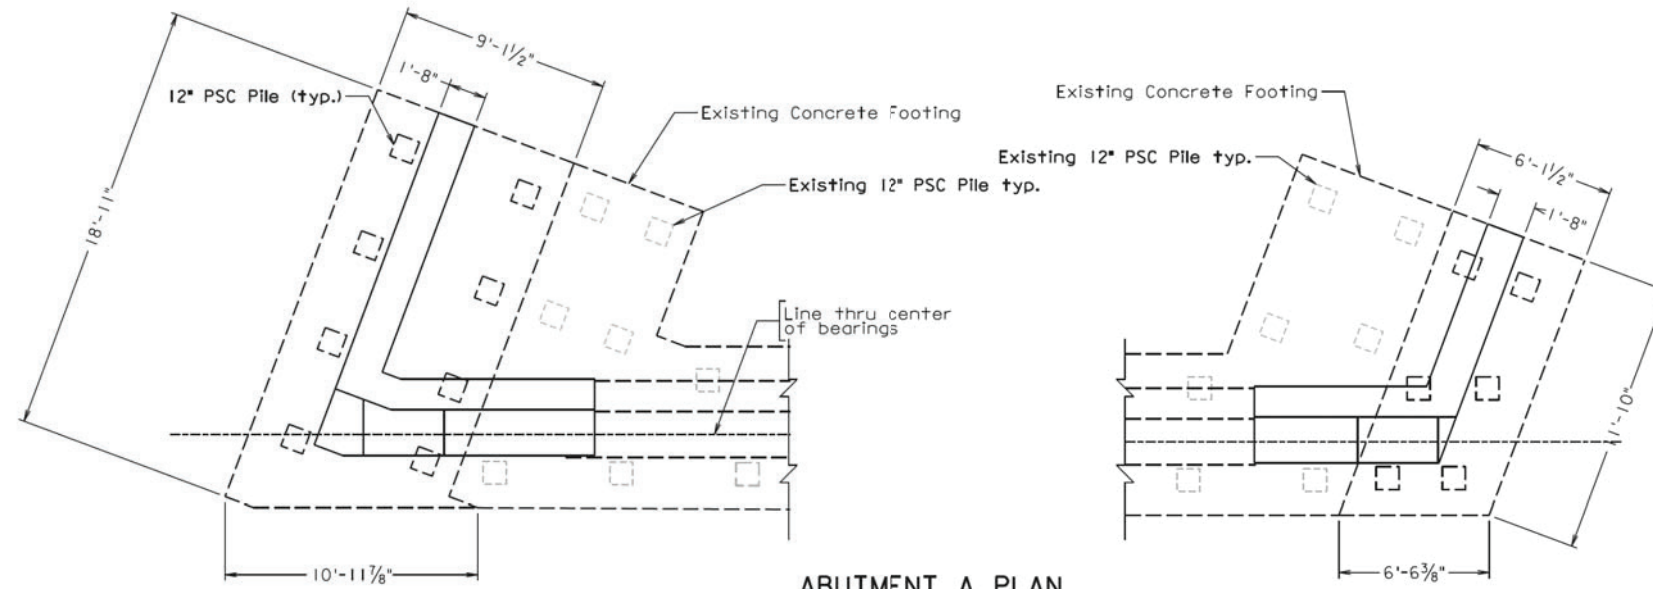 9'-1½"
1'-8"
12" PSC Pile (typ.)
Existing Concrete Footing
Existing 12" PSC Pile typ.
18'-11"
Line thru center
of bearings
10'-11⅞"
Existing Concrete Footing
Existing 12" PSC Pile typ.
6'-1½"
1'-8"
6'-6⅜"
ABUTMENT A PLAN